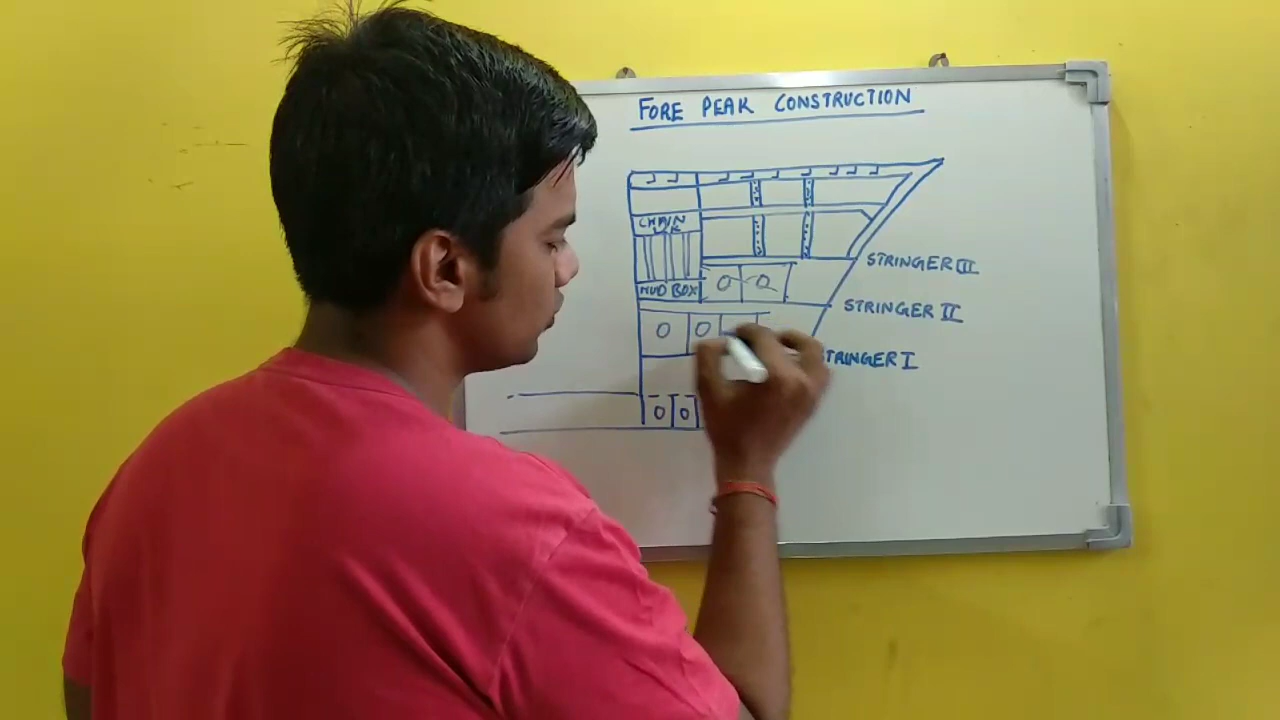 FORE PEAK CONSTRUCTION
CHAIN
STRINGER III
MUD BOX
STRINGER II
STRINGER I